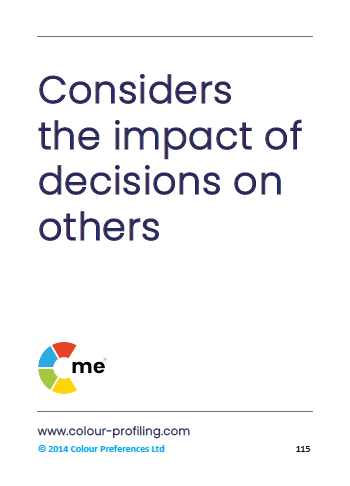 Considers
the impact of
decisions on
others
me
www.colour-profiling.com
© 2014 Colour Preferences Ltd 115